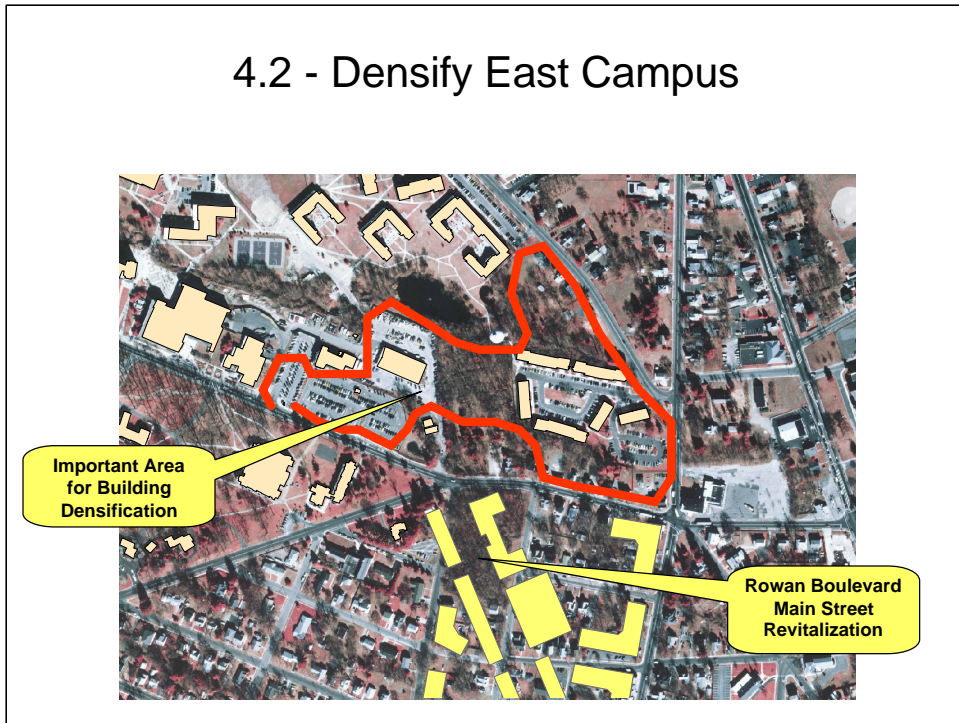 4.2 - Densify East Campus
Important Area
for Building
Densification
Rowan Boulevard
Main Street
Revitalization